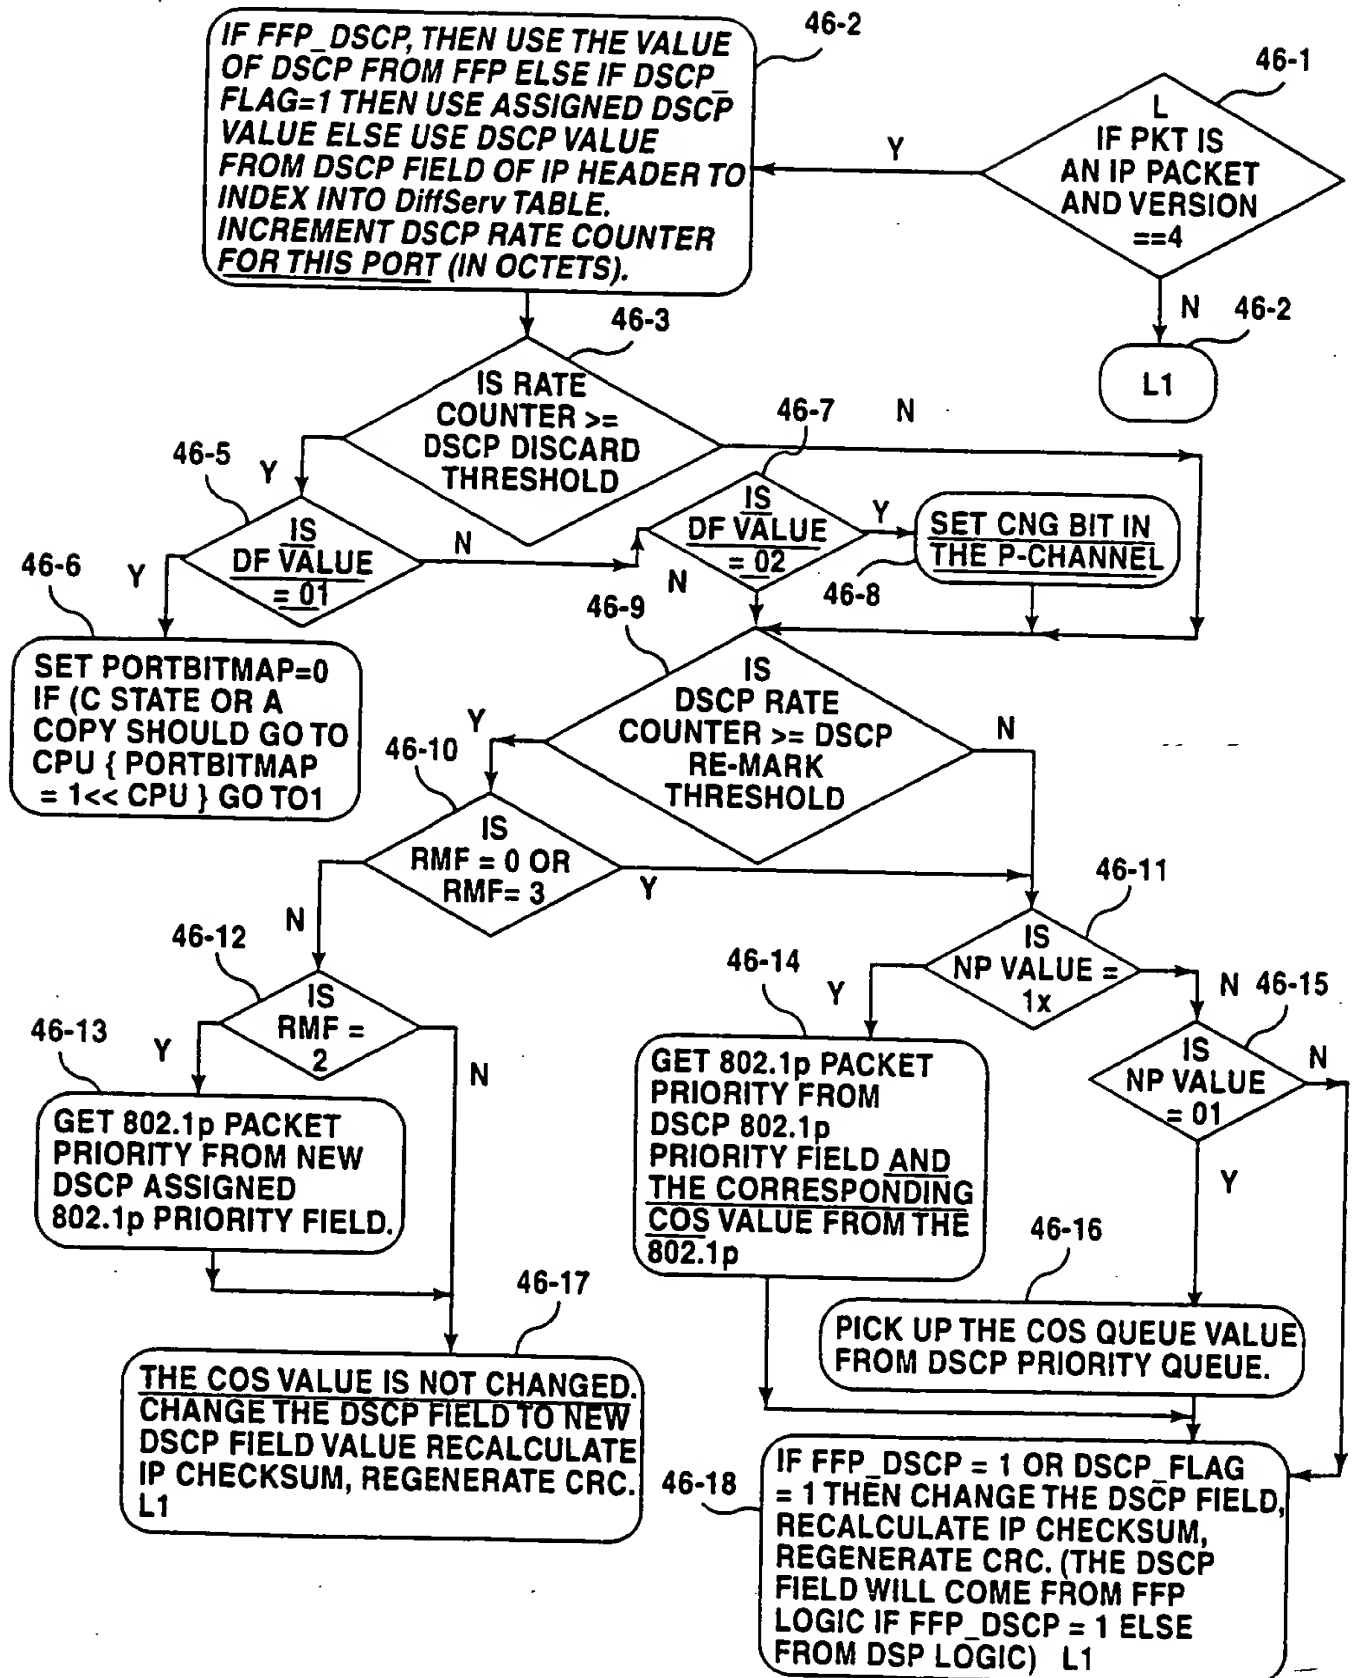 46-2
IF FFP_DSCP, THEN USE THE VALUE
OF DSCP FROM FFP ELSE IF DSCP_
FLAG=1 THEN USE ASSIGNED DSCP
VALUE ELSE USE DSCP VALUE
FROM DSCP FIELD OF IP HEADER TO
INDEX INTO DiffServ TABLE.
INCREMENT DSCP RATE COUNTER
FOR THIS PORT (IN OCTETS).
46-1
L
IF PKT IS
AN IP PACKET
AND VERSION
==4
Y
N
46-2
L1
46-3
IS RATE
COUNTER >=
DSCP DISCARD
THRESHOLD
N
Y
46-5
IS
DF VALUE
= 01
N
Y
46-7
IS
DF VALUE
= 02
Y
N
SET CNG BIT IN
THE P-CHANNEL
46-8
46-6
SET PORTBITMAP=0
IF (C STATE OR A
COPY SHOULD GO TO
CPU { PORTBITMAP
= 1<< CPU } GO TO1
46-9
IS
DSCP RATE
COUNTER >= DSCP
RE-MARK
THRESHOLD
Y
N
46-10
IS
RMF = 0 OR
RMF= 3
Y
N
46-11
IS
NP VALUE =
1x
Y
N
46-12
IS
RMF =
2
Y
N
46-13
GET 802.1p PACKET
PRIORITY FROM NEW
DSCP ASSIGNED
802.1p PRIORITY FIELD.
46-14
GET 802.1p PACKET
PRIORITY FROM
DSCP 802.1p
PRIORITY FIELD AND
THE CORRESPONDING
COS VALUE FROM THE
802.1p
46-15
IS
NP VALUE
= 01
N
Y
46-16
PICK UP THE COS QUEUE VALUE
FROM DSCP PRIORITY QUEUE.
46-17
THE COS VALUE IS NOT CHANGED.
CHANGE THE DSCP FIELD TO NEW
DSCP FIELD VALUE RECALCULATE
IP CHECKSUM, REGENERATE CRC.
L1
46-18
IF FFP_DSCP = 1 OR DSCP_FLAG
= 1 THEN CHANGE THE DSCP FIELD,
RECALCULATE IP CHECKSUM,
REGENERATE CRC. (THE DSCP
FIELD WILL COME FROM FFP
LOGIC IF FFP_DSCP = 1 ELSE
FROM DSP LOGIC) L1